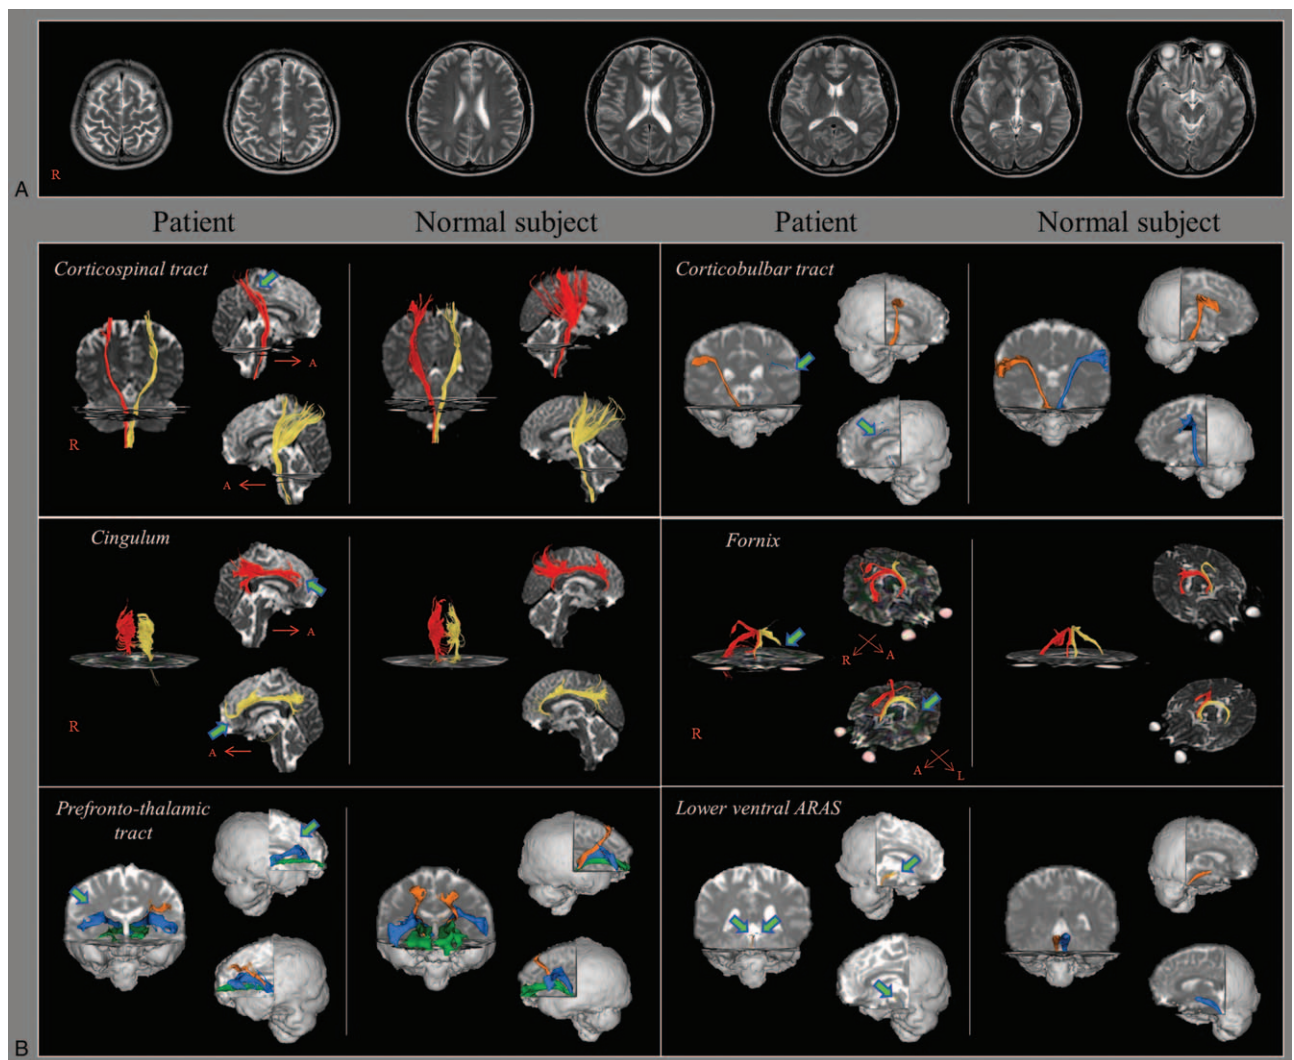 R
A
Patient
Normal subject
Patient
Normal subject
Corticospinal tract
A
R
A
Corticobulbar tract
Cingulum
A
R
A
Fornix
R
A
R
A
L
Prefronto-thalamic
tract
Lower ventral ARAS
B